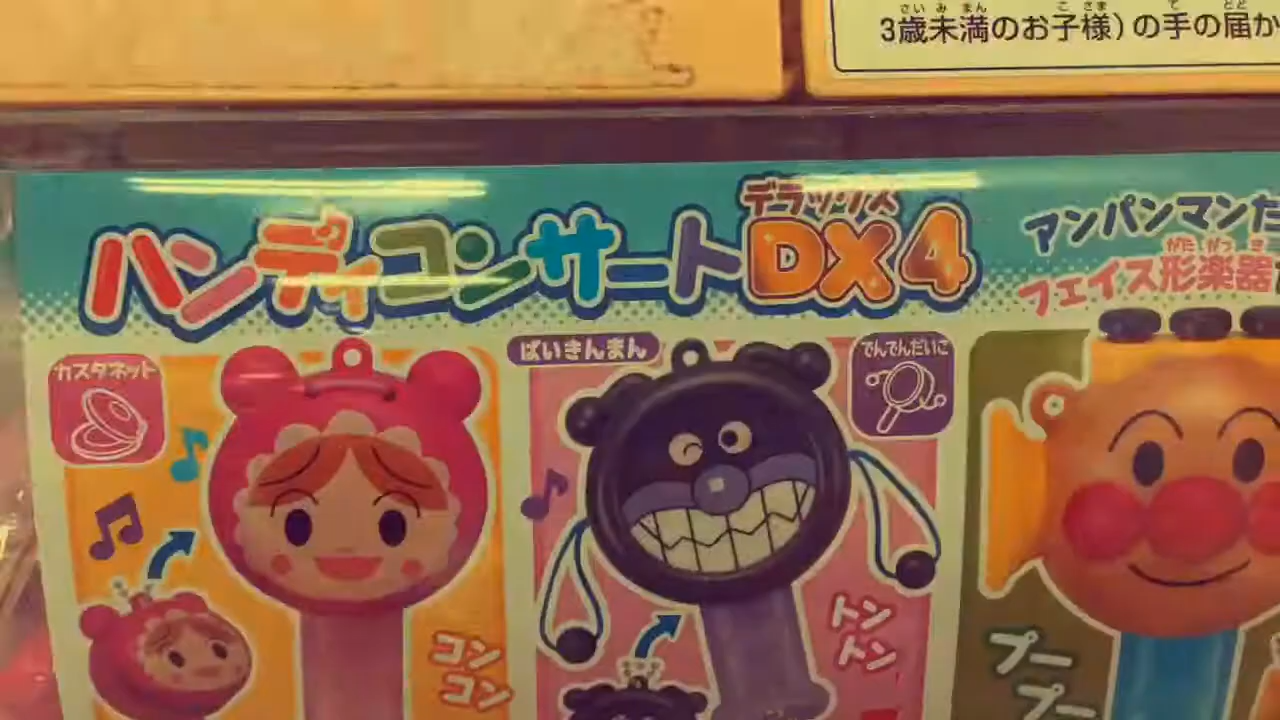 さい み まん こ さま て とど
3歳未満のお子様)の手の届か
デラックス
ハンディコンサートDX4
アンパンマンた
がた がっ き
フェイス形楽器
カスタネット
ばいきんまん
でんでんだいこ
コン
コン
トン
トン
プー
プー